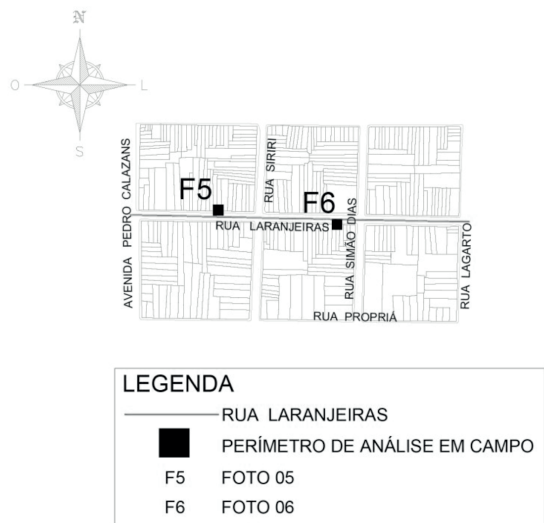 N
O
L
S
AVENIDA PEDRO CALAZANS
RUA SIRIRI
F5
F6
RUA LARANJEIRAS
RUA SIMÃO DIAS
RUA LAGARTO
RUA PROPRIÁ
LEGENDA
RUA LARANJEIRAS
PERÍMETRO DE ANÁLISE EM CAMPO
F5 FOTO 05
F6 FOTO 06